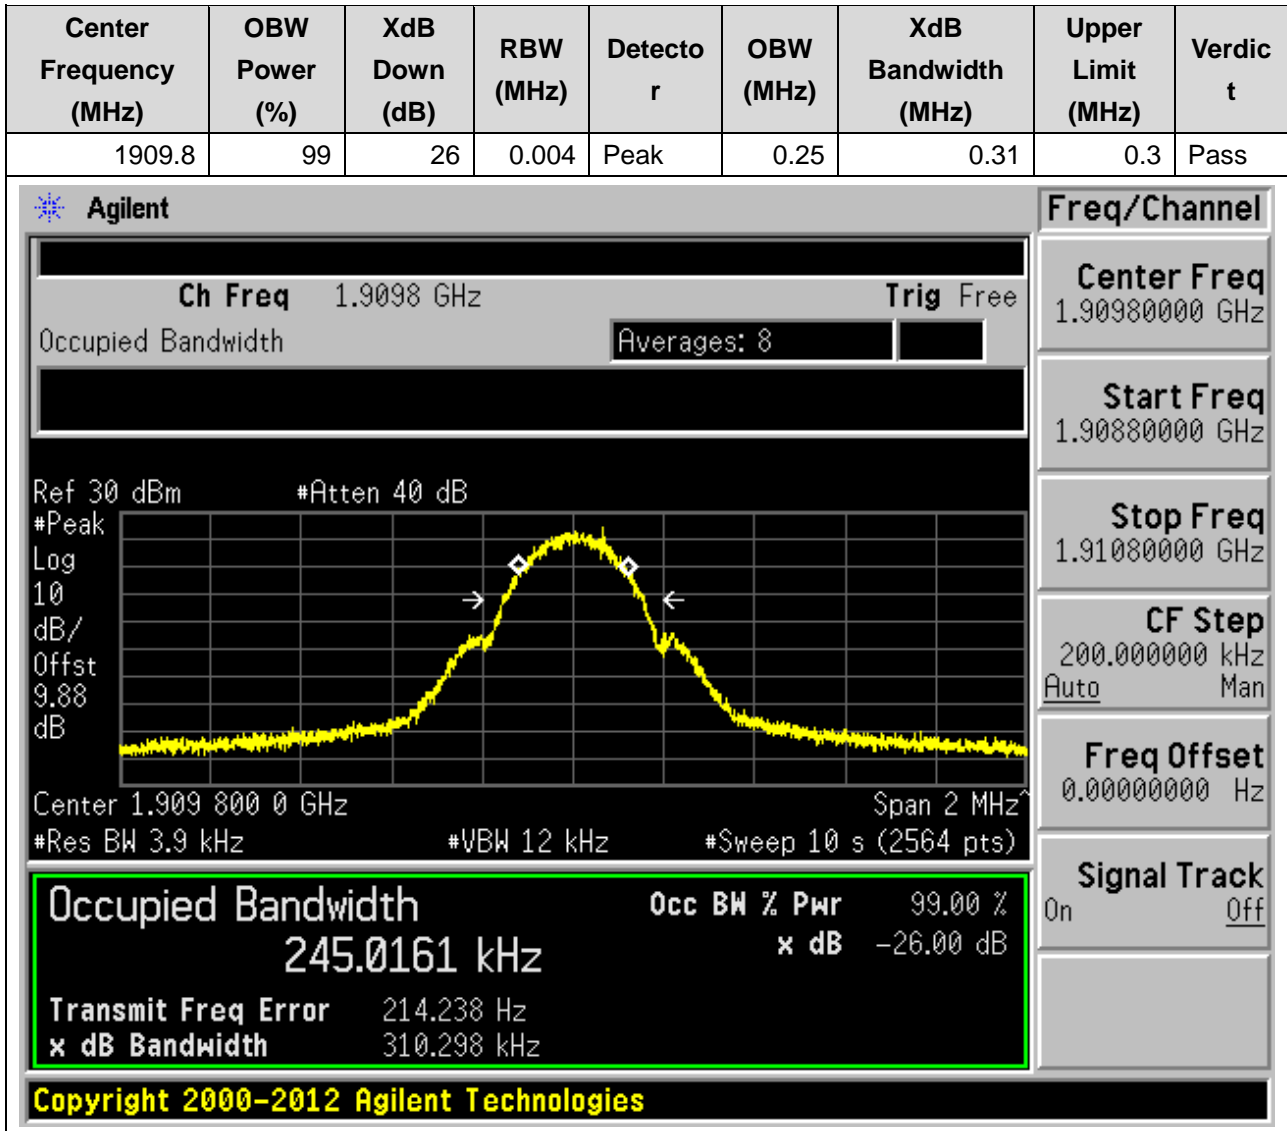 Center Frequency (MHz) OBW Power (%) XdB Down (dB) RBW (MHz) Detecto r OBW (MHz) XdB Bandwidth (MHz) Upper Limit (MHz) Verdic t
1909.8 99 26 0.004 Peak 0.25 0.31 0.3 Pass
Agilent
Ch Freq 1.9098 GHz Trig Free
Occupied Bandwidth Averages: 8
Ref 30 dBm #Atten 40 dB
#Peak
Log
10
dB/
Offst
9.88
dB
Center 1.909 800 0 GHz Span 2 MHz^
#Res BW 3.9 kHz #VBW 12 kHz #Sweep 10 s (2564 pts)
Occupied Bandwidth Occ BW % Pwr 99.00 %
245.0161 kHz x dB -26.00 dB
Transmit Freq Error 214.238 Hz
x dB Bandwidth 310.298 kHz
Copyright 2000-2012 Agilent Technologies
Freq/Channel
Center Freq
1.90980000 GHz
Start Freq
1.90880000 GHz
Stop Freq
1.91080000 GHz
CF Step
200.000000 kHz
Auto Man
Freq Offset
0.00000000 Hz
Signal Track
On Off